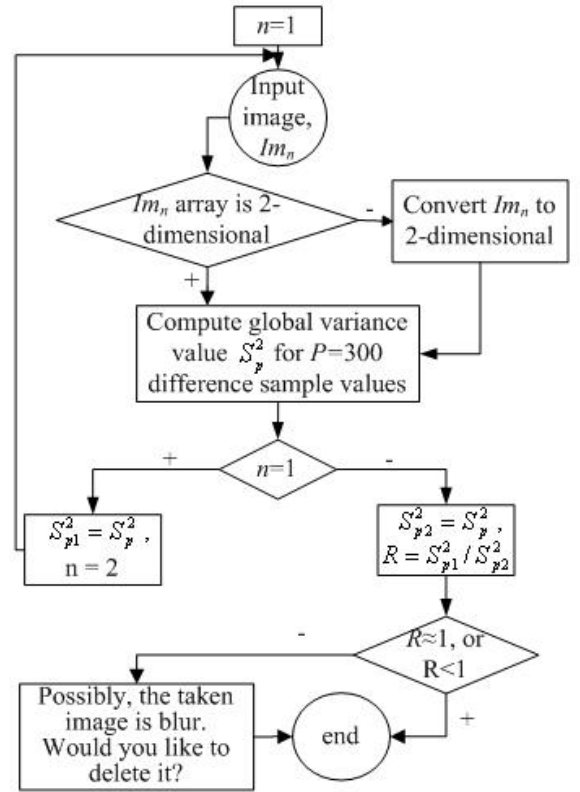 n=1
Input
image,
Imₙ
Imₙ array is 2-
dimensional
-
Convert Imₙ to
2-dimensional
+
Compute global variance
value S²ₚ for P=300
difference sample values
n=1
+
-
S²ₚ₁ = S²ₚ ,
n = 2
S²ₚ₂ = S²ₚ ,
R = S²ₚ₁ / S²ₚ₂
R≈1, or
R<1
-
+
Possibly, the taken
image is blur.
Would you like to
delete it?
end